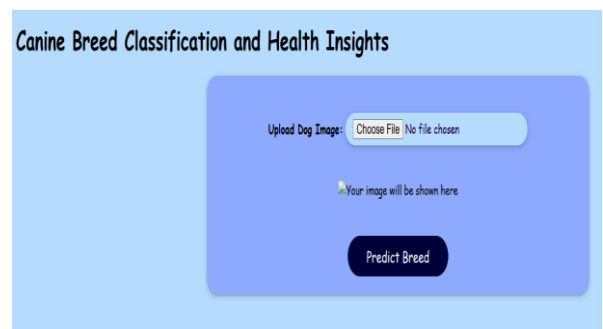 Canine Breed Classification and Health Insights
Upload Dog Image: Choose File No file chosen
Your image will be shown here
Predict Breed